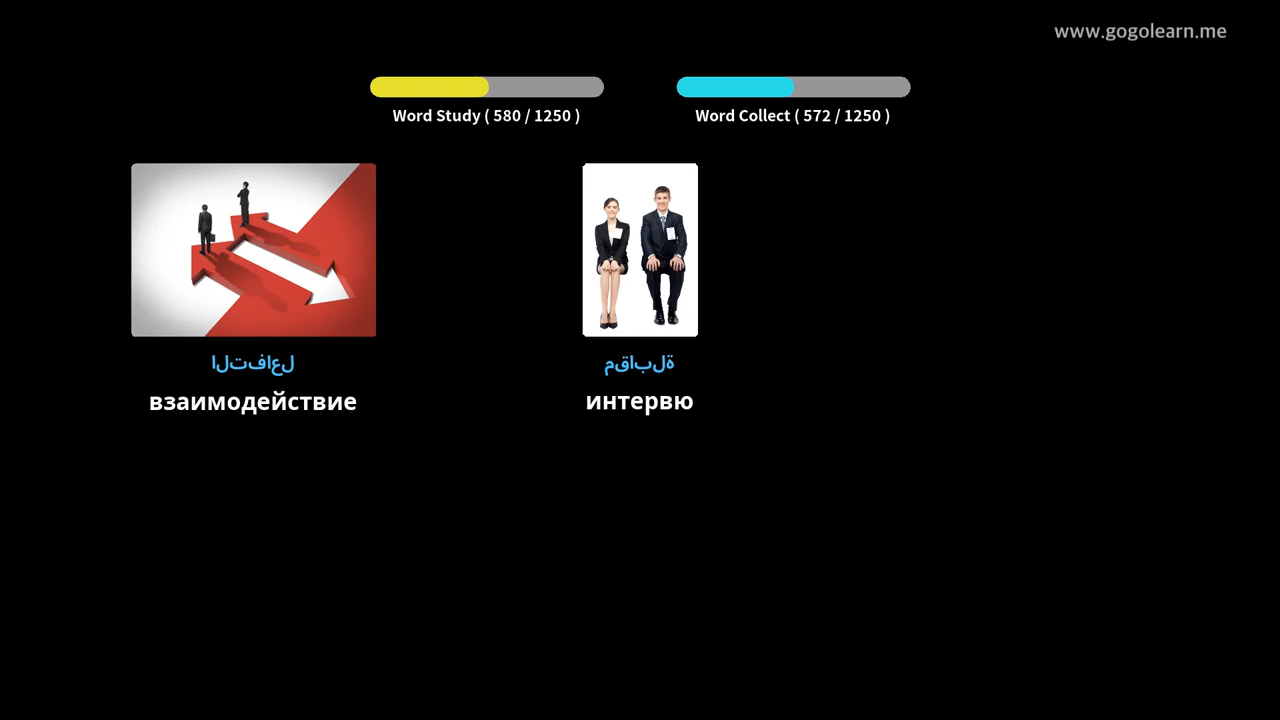 www.gogolearn.me
Word Study ( 580 / 1250 )
Word Collect ( 572 / 1250 )
التفاعل
взаимодействие
مقابلة
интервю